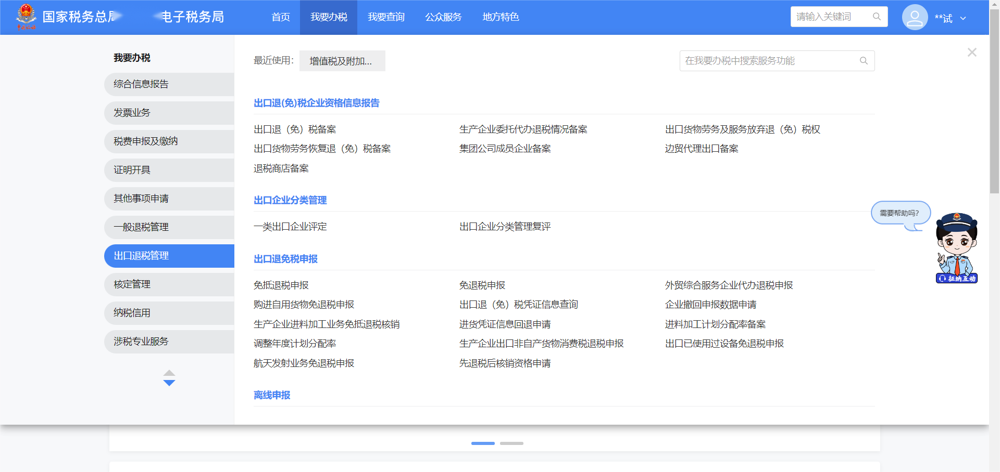 国家税务总局 电子税务局 首页 我要办税 我要查询 公众服务 地方特色 请输入关键词 **试
我要办税
综合信息报告
发票业务
税费申报及缴纳
证明开具
其他事项申请
一般退税管理
出口退税管理
核定管理
纳税信用
涉税专业服务
最近使用： 增值税及附加... 在我要办税中搜索服务功能
出口退(免)税企业资格信息报告
出口退（免）税备案 生产企业委托代办退税情况备案 出口货物劳务及服务放弃退（免）税权
出口货物劳务恢复退（免）税备案 集团公司成员企业备案 边贸代理出口备案
退税商店备案
出口企业分类管理
一类出口企业评定 出口企业分类管理复评
出口退免税申报
免抵退税申报 免退税申报 外贸综合服务企业代办退税申报
购进自用货物免退税申报 出口退（免）税凭证信息查询 企业撤回申报数据申请
生产企业进料加工业务免抵退税核销 进货凭证信息回退申请 进料加工计划分配率备案
调整年度计划分配率 生产企业出口非自产货物消费税退税申报 出口已使用过设备免退税申报
航天发射业务免退税申报 先退税后核销资格申请
离线申报
需要帮助吗?
征纳互动